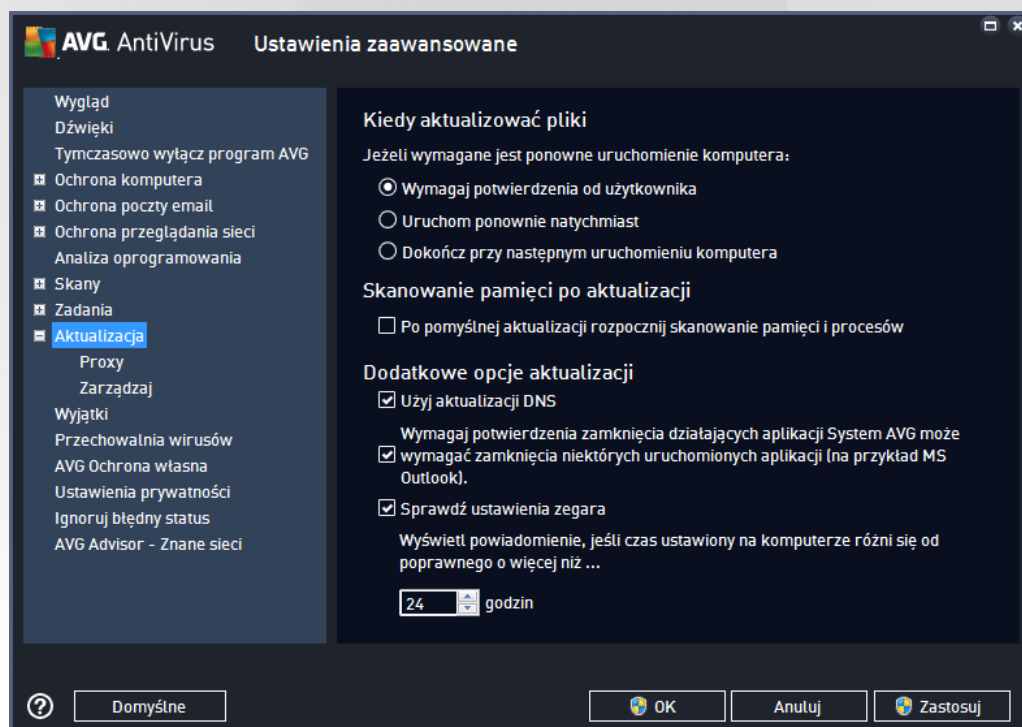 AVG. AntiVirus Ustawienia zaawansowane
Wygląd
Dźwięki
Tymczasowo wyłącz program AVG
Ochrona komputera
Ochrona poczty email
Ochrona przeglądania sieci
Analiza oprogramowania
Skany
Zadania
Aktualizacja
Proxy
Zarządzaj
Wyjątki
Przechowalnia wirusów
AVG Ochrona własna
Ustawienia prywatności
Ignoruj błędny status
AVG Advisor - Znane sieci
Kiedy aktualizować pliki
Jeżeli wymagane jest ponowne uruchomienie komputera:
Wymagaj potwierdzenia od użytkownika
Uruchom ponownie natychmiast
Dokończ przy następnym uruchomieniu komputera
Skanowanie pamięci po aktualizacji
Po pomyślnej aktualizacji rozpocznij skanowanie pamięci i procesów
Dodatkowe opcje aktualizacji
Użyj aktualizacji DNS
Wymagaj potwierdzenia zamknięcia działających aplikacji System AVG może
wymagać zamknięcia niektórych uruchomionych aplikacji (na przykład MS
Outlook).
Sprawdź ustawienia zegara
Wyświetl powiadomienie, jeśli czas ustawiony na komputerze różni się od
poprawnego o więcej niż ...
24 godzin
? Domyślne OK Anuluj Zastosuj